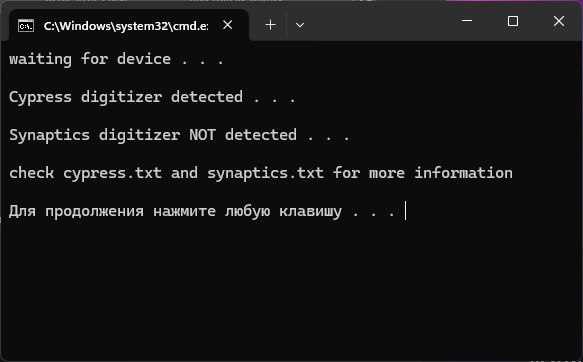 C:\Windows\system32\cmd.e
waiting for device . . .
Cypress digitizer detected . . .
Synaptics digitizer NOT detected . . .
check cypress.txt and synaptics.txt for more information
Для продолжения нажмите любую клавишу . . .